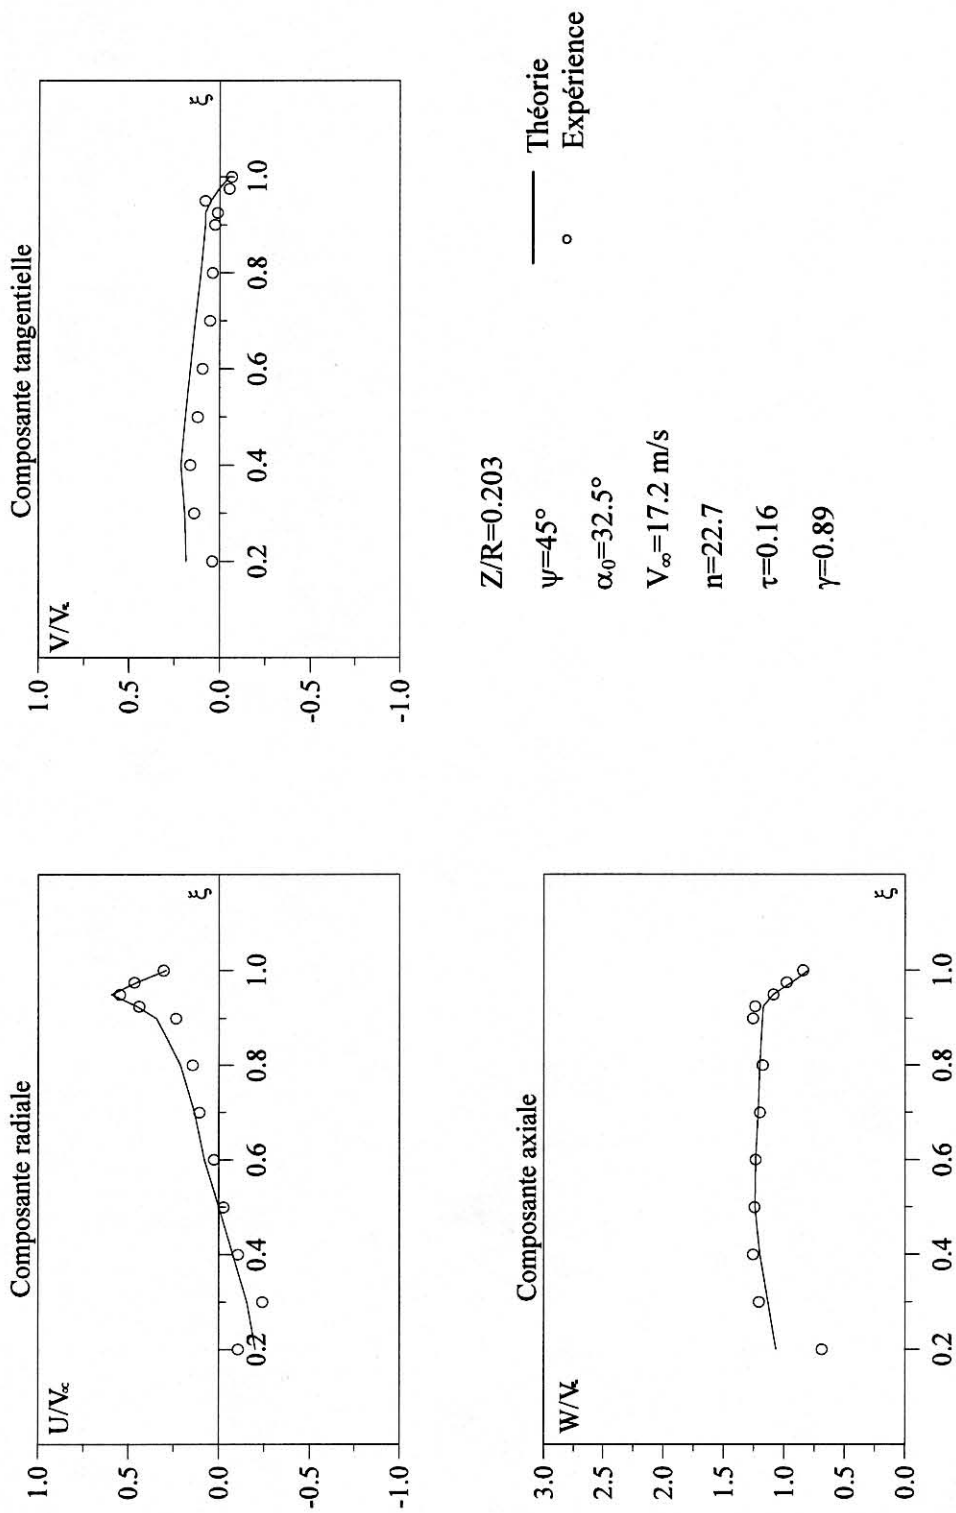 Composante radiale
U/V∞
1.0
0.5
0.0
-0.5
-1.0
0.2
0.4
0.6
0.8
1.0
ξ
Composante tangentielle
V/V∞
1.0
0.5
0.0
-0.5
-1.0
0.2
0.4
0.6
0.8
1.0
ξ
Composante axiale
W/V∞
3.0
2.5
2.0
1.5
1.0
0.5
0.0
0.2
0.4
0.6
0.8
1.0
ξ
Z/R=0.203
ψ=45°
α₀=32.5°
V∞=17.2 m/s
n=22.7
τ=0.16
γ=0.89
Théorie
Expérience